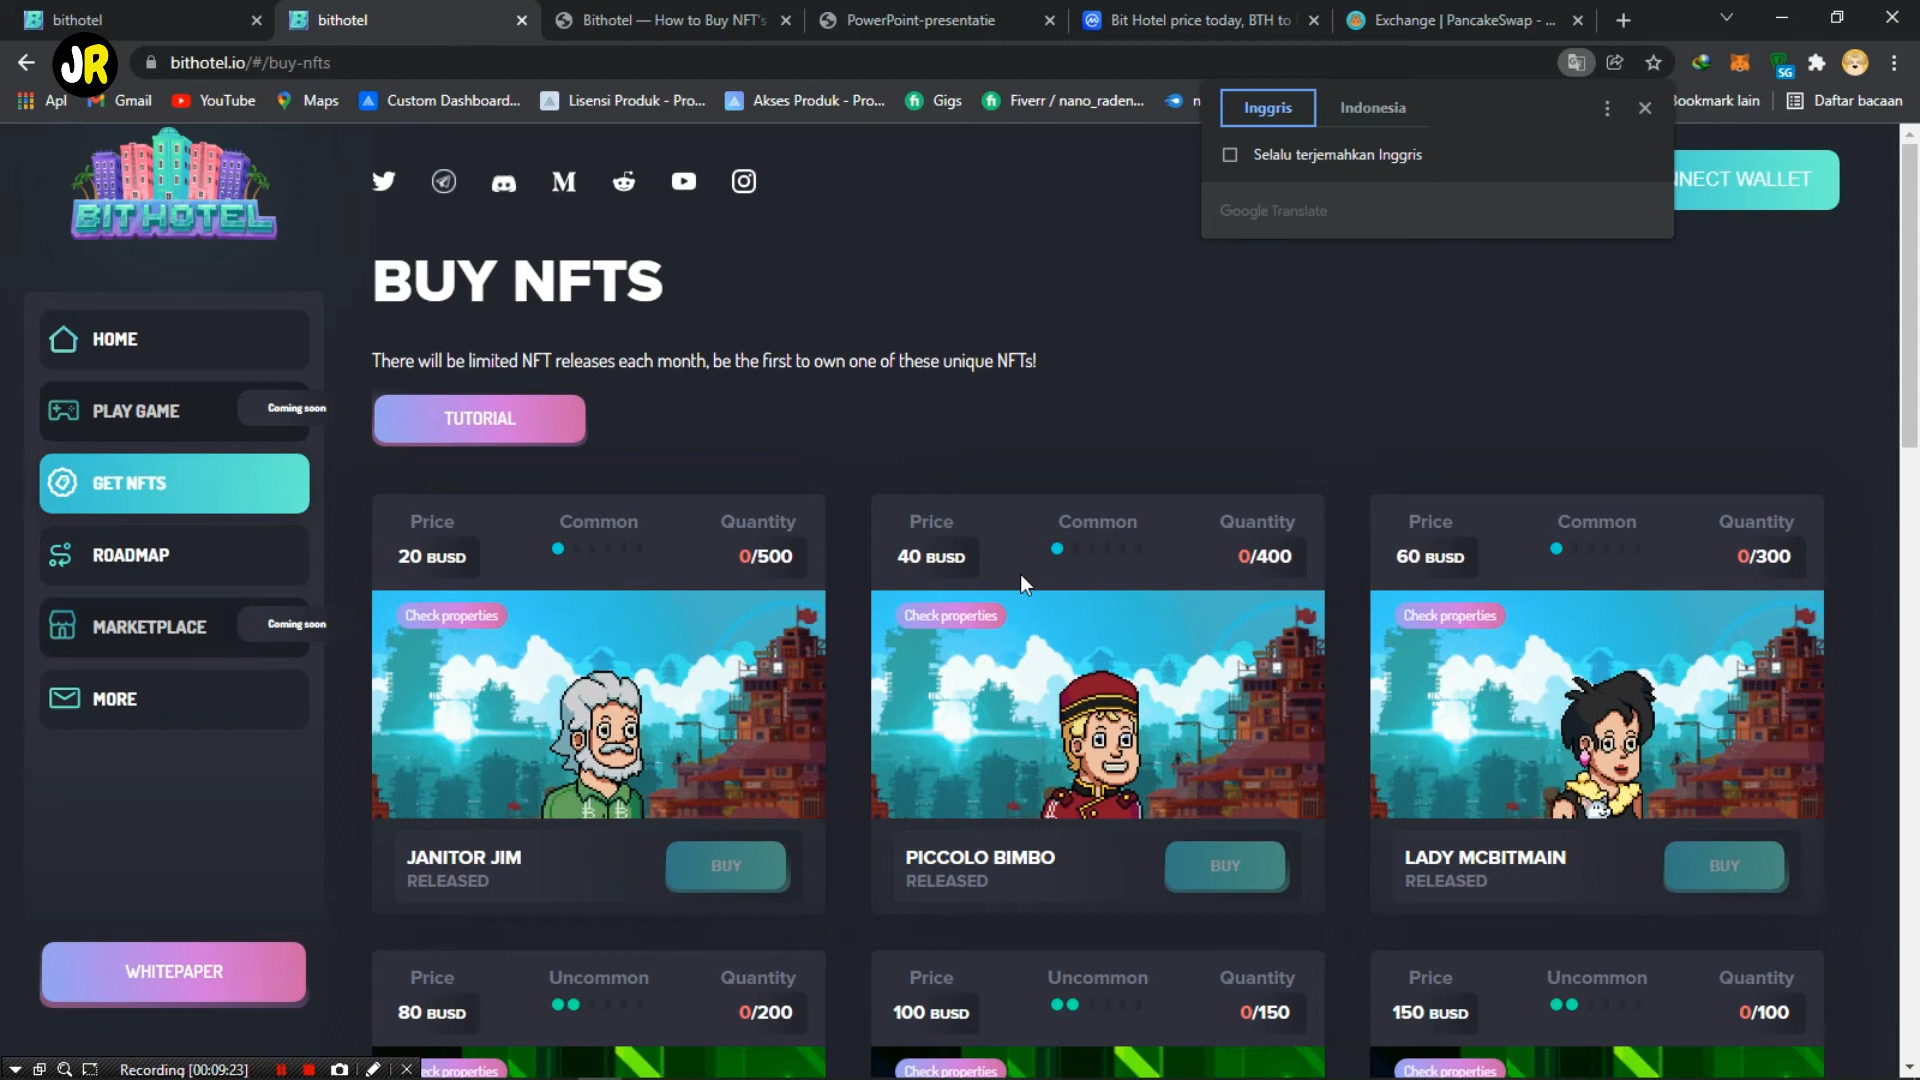 bithotel
bithotel
Bithotel — How to Buy NFT's
PowerPoint-presentatie
Bit Hotel price today, BTH to
Exchange | PancakeSwap - ...
JR
bithotel.io/#/buy-nfts
SG
Apl
Gmail
YouTube
Maps
Custom Dashboard...
Lisensi Produk - Pro...
Akses Produk - Pro...
Gigs
Fiverr / nano_raden...
Bookmark lain
Daftar bacaan
Inggris
Indonesia
Selalu terjemahkan Inggris
Google Translate
NNECT WALLET
BIT HOTEL
BUY NFTS
There will be limited NFT releases each month, be the first to own one of these unique NFTs!
TUTORIAL
HOME
PLAY GAME
Coming soon
GET NFTS
ROADMAP
MARKETPLACE
Coming soon
MORE
WHITEPAPER
Price
Common
Quantity
20 BUSD
0/500
Check properties
JANITOR JIM
RELEASED
BUY
Price
Common
Quantity
40 BUSD
0/400
Check properties
PICCOLO BIMBO
RELEASED
BUY
Price
Common
Quantity
60 BUSD
0/300
Check properties
LADY MCBITMAIN
RELEASED
BUY
Price
Uncommon
Quantity
80 BUSD
0/200
eck properties
Price
Uncommon
Quantity
100 BUSD
0/150
Check properties
Price
Uncommon
Quantity
150 BUSD
0/100
Check properties
Recording [00:09:23]